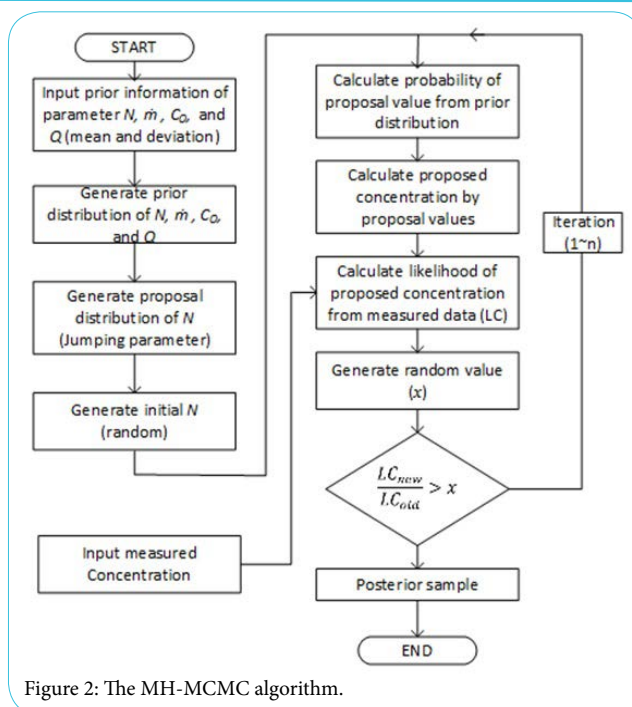 START
Input prior information of
parameter N, ṁ, C₀, and
Q (mean and deviation)
Generate prior
distribution of N, ṁ, C₀,
and Q
Generate proposal
distribution of N
(Jumping parameter)
Generate initial N
(random)
Input measured
Concentration
Calculate probability of
proposal value from prior
distribution
Calculate proposed
concentration by
proposal values
Calculate likelihood of
proposed concentration
from measured data (LC)
Generate random value
(x)
LCnew
LCold
> x
Iteration
(1~n)
Posterior sample
END
Figure 2: The MH-MCMC algorithm.